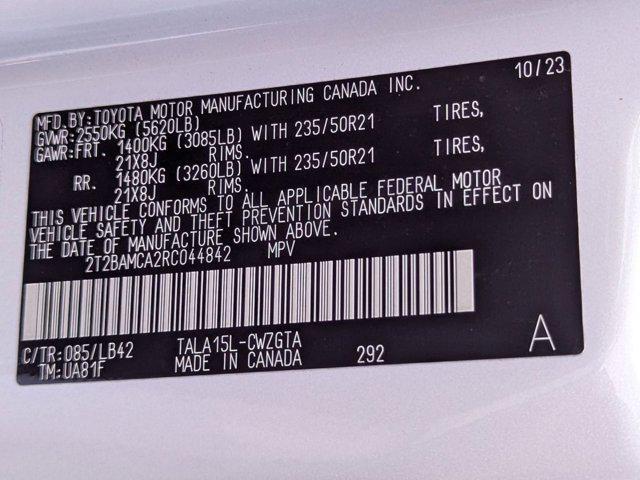 MFD. BY: TOYOTA MOTOR MANUFACTURING CANADA INC. 10/23
GVWR: 2550KG (5620LB)
GAWR: FRT. 1400KG (3085LB) WITH 235/50R21 TIRES,
21X8J RIMS.
RR. 1480KG (3260LB) WITH 235/50R21 TIRES,
21X8J RIMS.
THIS VEHICLE CONFORMS TO ALL APPLICABLE FEDERAL MOTOR
VEHICLE SAFETY AND THEFT PREVENTION STANDARDS IN EFFECT ON
THE DATE OF MANUFACTURE SHOWN ABOVE.
2T2BAMCA2RC044842 MPV
C/TR: 085/LB42 TALA15L-CWZGTA A
TM: UA81F MADE IN CANADA 292